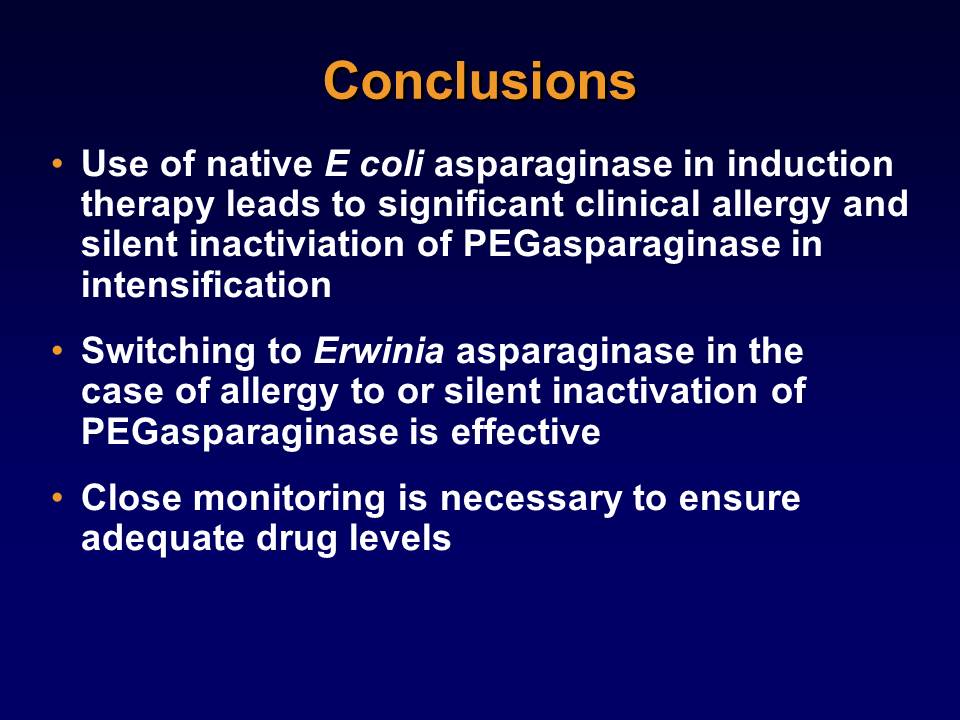 Conclusions
• Use of native E coli asparaginase in induction
therapy leads to significant clinical allergy and
silent inactiviation of PEGasparaginase in
intensification
• Switching to Erwinia asparaginase in the
case of allergy to or silent inactivation of
PEGasparaginase is effective
• Close monitoring is necessary to ensure
adequate drug levels